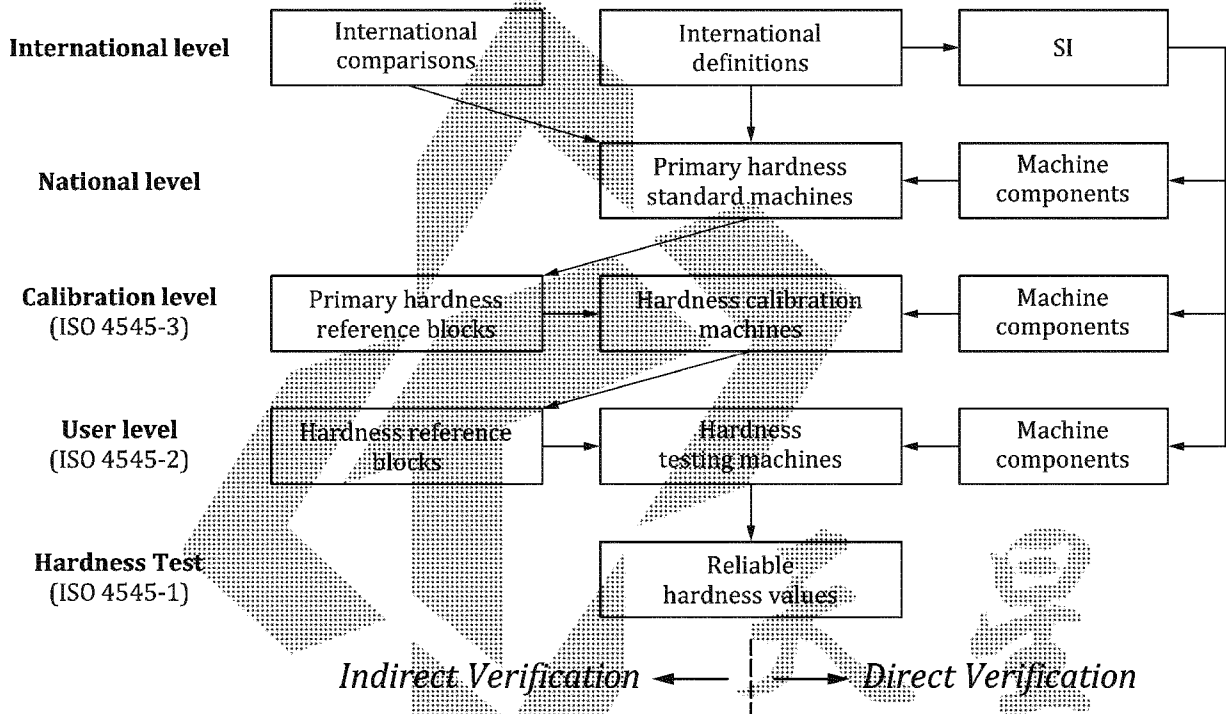 International level
International
comparisons
International
definitions
SI
National level
Primary hardness
standard machines
Machine
components
Calibration level
(ISO 4545-3)
Primary hardness
reference blocks
Hardness calibration
machines
Machine
components
User level
(ISO 4545-2)
Hardness reference
blocks
Hardness
testing machines
Machine
components
Hardness Test
(ISO 4545-1)
Reliable
hardness values
Indirect Verification
Direct Verification